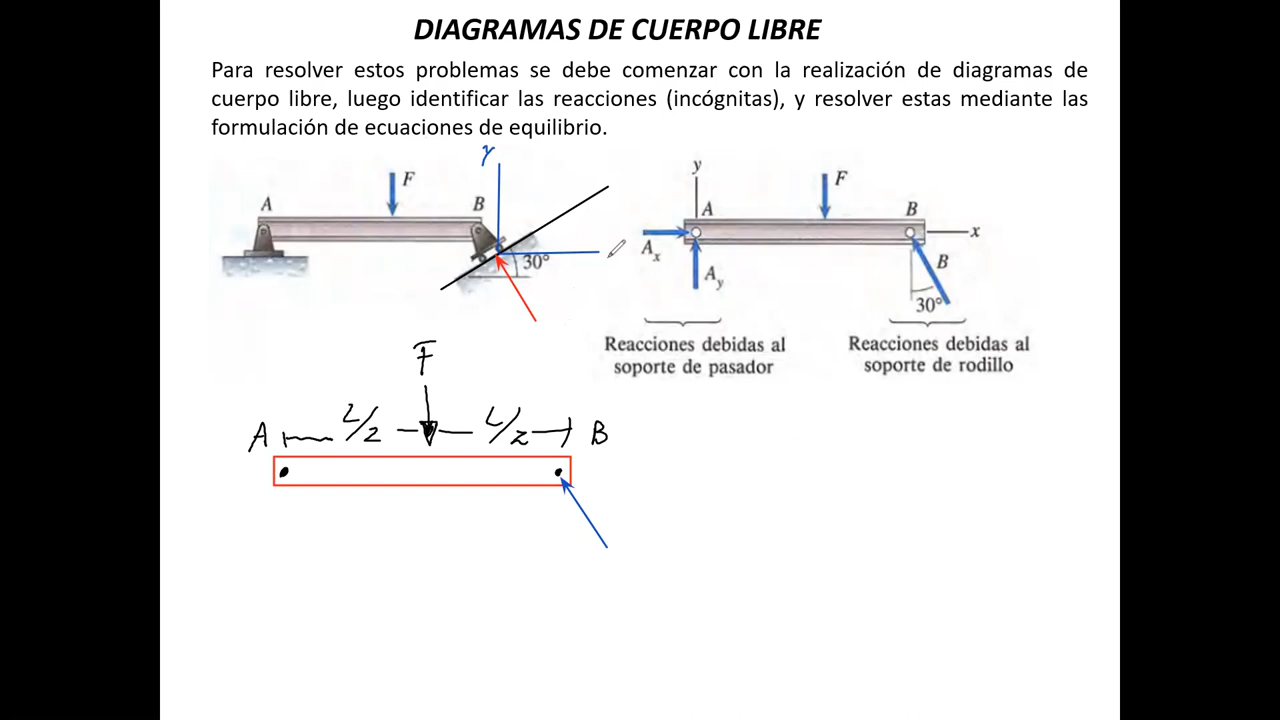 DIAGRAMAS DE CUERPO LIBRE
Para resolver estos problemas se debe comenzar con la realización de diagramas de
cuerpo libre, luego identificar las reacciones (incógnitas), y resolver estas mediante las
formulación de ecuaciones de equilibrio.
y
F
A
B
30°
y
F
A
B
x
A_x
A_y
B
30°
Reacciones debidas al
soporte de pasador
Reacciones debidas al
soporte de rodillo
F
A L/2 L/2 B